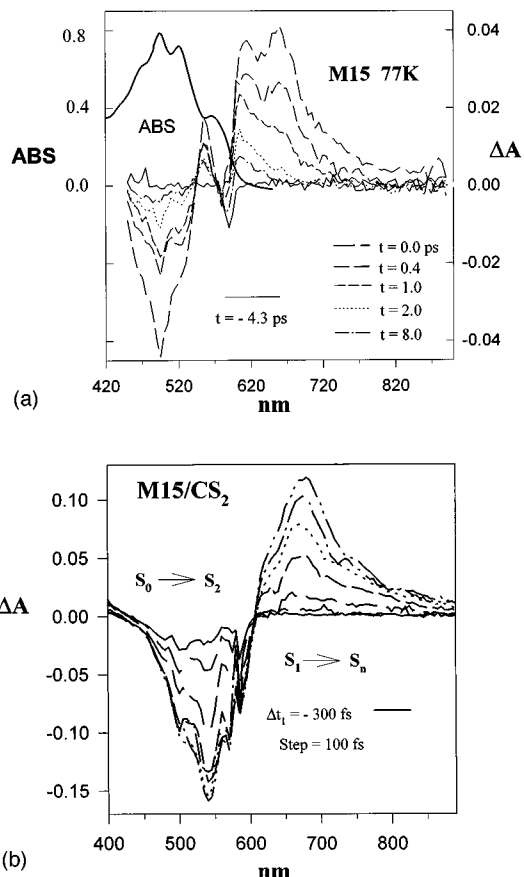 0.8
0.4
0.0
ABS
ABS
M15 77K
0.04
0.02
0.00
-0.02
-0.04
ΔA
t = 0.0 ps
t = 0.4
t = 1.0
t = 2.0
t = 8.0
t = - 4.3 ps
420 520 620 720 820
nm
(a)
M15/CS2
0.10
0.05
0.00
-0.05
-0.10
-0.15
ΔA
S0 → S2
S1 → Sn
Δt1 = - 300 fs
Step = 100 fs
400 500 600 700 800
nm
(b)